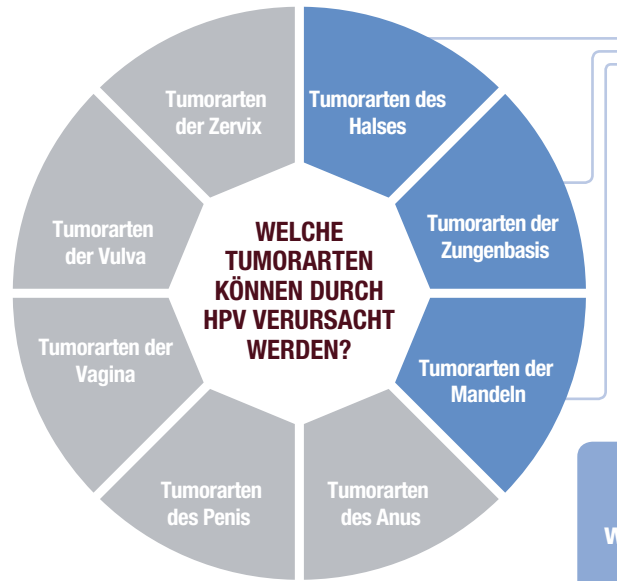 WELCHE
TUMORARTEN
KÖNNEN DURCH
HPV VERURSACHT
WERDEN?
Tumorarten des
Halses
Tumorarten der
Zungenbasis
Tumorarten der
Mandeln
Tumorarten
des Anus
Tumorarten
des Penis
Tumorarten der
Vagina
Tumorarten
der Vulva
Tumorarten
der Zervix